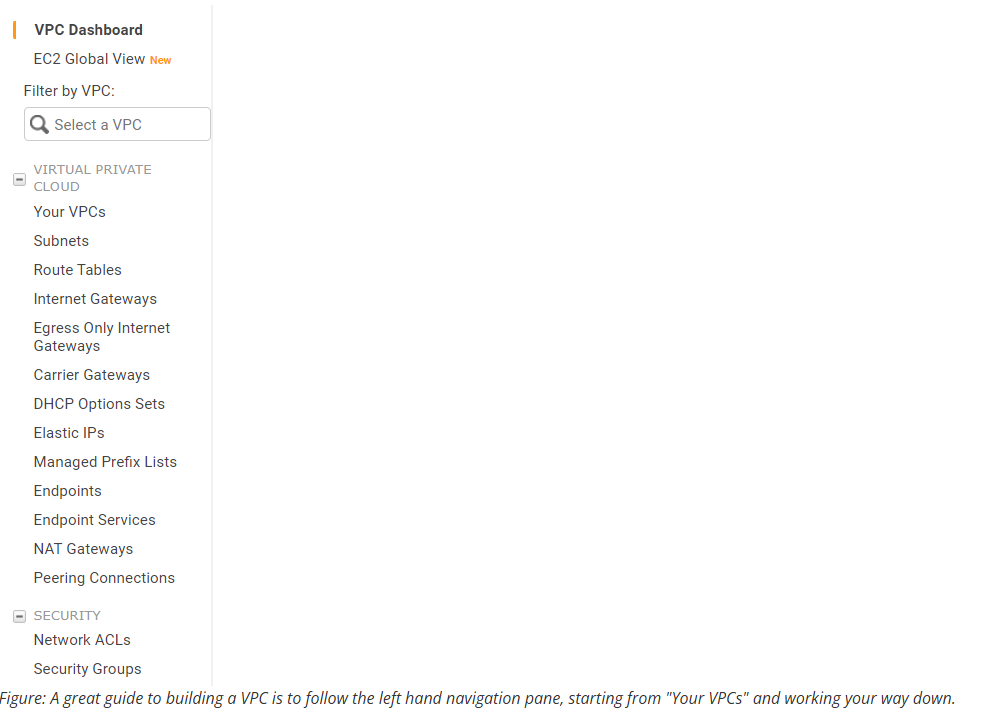 VPC Dashboard
EC2 Global View New
Filter by VPC:
Select a VPC
VIRTUAL PRIVATE
CLOUD
Your VPCs
Subnets
Route Tables
Internet Gateways
Egress Only Internet
Gateways
Carrier Gateways
DHCP Options Sets
Elastic IPs
Managed Prefix Lists
Endpoints
Endpoint Services
NAT Gateways
Peering Connections
SECURITY
Network ACLs
Security Groups
Figure: A great guide to building a VPC is to follow the left hand navigation pane, starting from "Your VPCs" and working your way down.